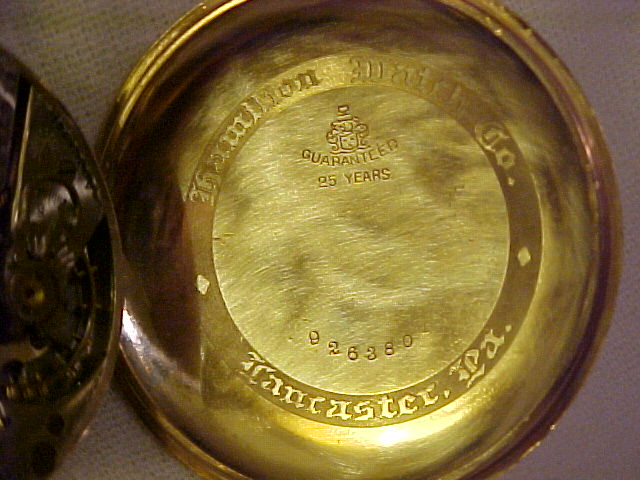 Hamilton Watch Co.
GUARANTEED
25 YEARS
926380
Lancaster, Pa.